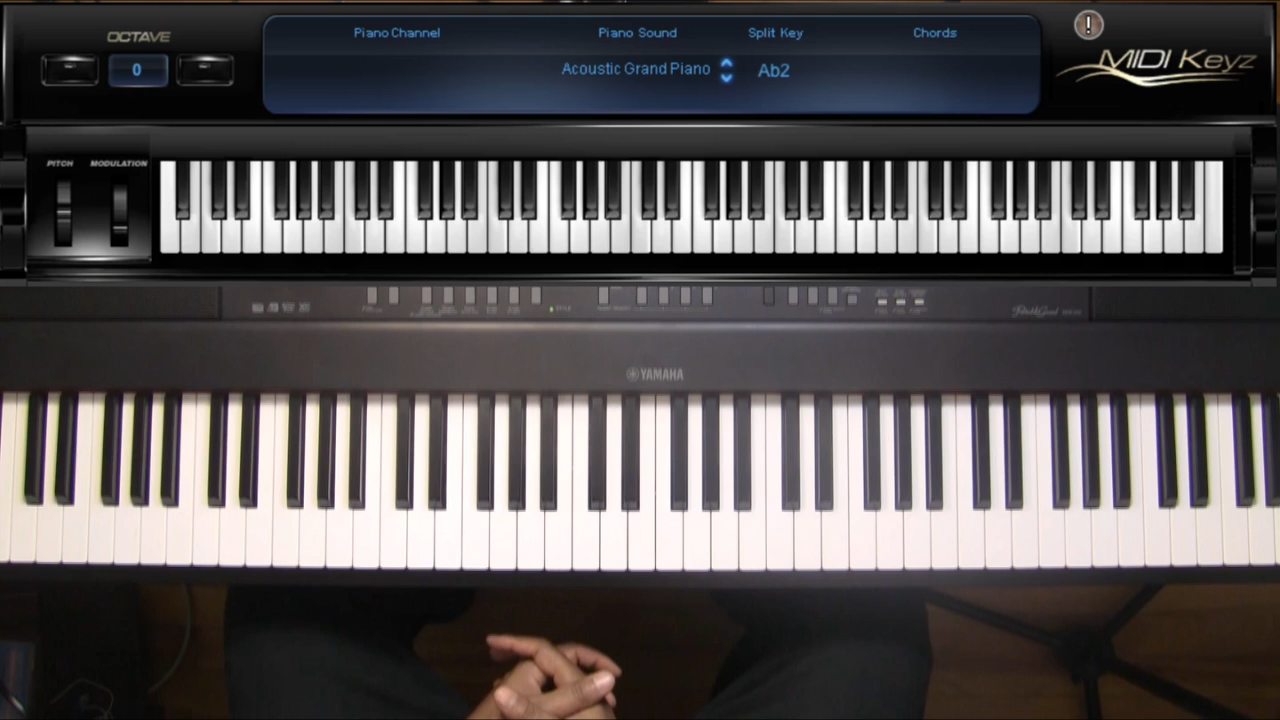 OCTAVE
0
Piano Channel
Piano Sound
Split Key
Chords
Acoustic Grand Piano
Ab2
MIDI Keyz
PITCH
MODULATION
YAMAHA